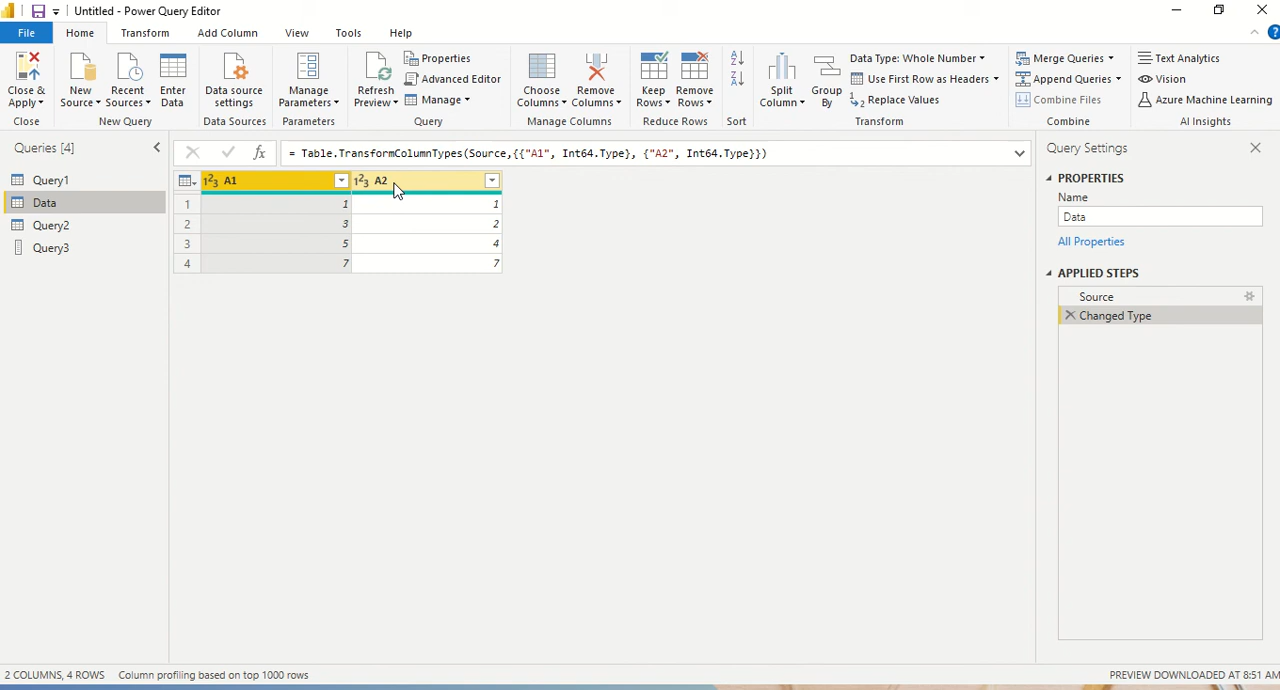 Untitled - Power Query Editor
File Home Transform Add Column View Tools Help
Close & Apply
New Source
Recent Sources
Enter Data
Data source settings
Manage Parameters
Refresh Preview
Properties
Advanced Editor
Manage
Choose Columns
Remove Columns
Keep Rows
Remove Rows
Split Column
Group By
Data Type: Whole Number
Use First Row as Headers
Replace Values
Merge Queries
Append Queries
Combine Files
Text Analytics
Vision
Azure Machine Learning
Close New Query Data Sources Parameters Query Manage Columns Reduce Rows Sort Transform Combine AI Insights
Queries [4]
Query1
Data
Query2
Query3
fx = Table.TransformColumnTypes(Source,{{"A1", Int64.Type}, {"A2", Int64.Type}})
123 A1 123 A2
1 1 1
2 3 2
3 5 4
4 7 7
Query Settings
PROPERTIES
Name
Data
All Properties
APPLIED STEPS
Source
Changed Type
2 COLUMNS, 4 ROWS Column profiling based on top 1000 rows
PREVIEW DOWNLOADED AT 8:51 AM